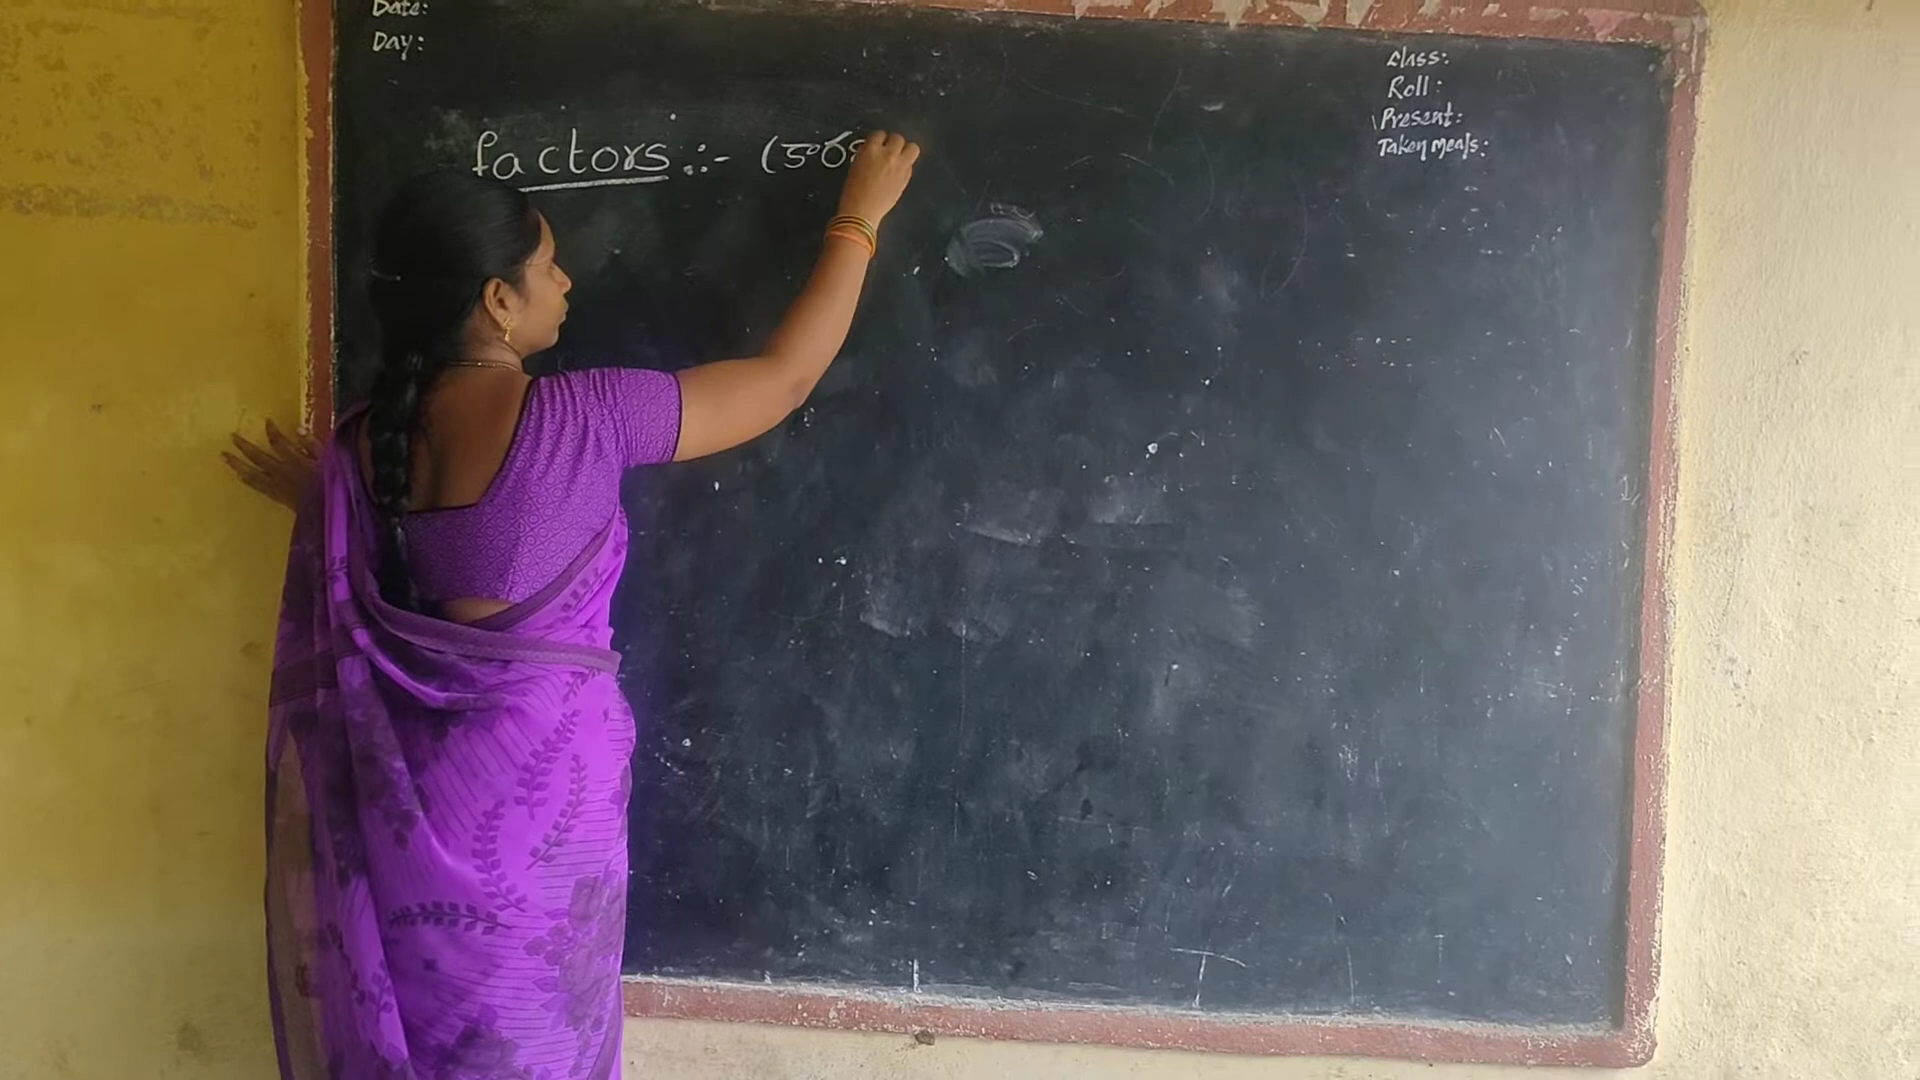 Date:
Day:
Class:
Roll:
Present:
Taken meals:
factors :- (కార